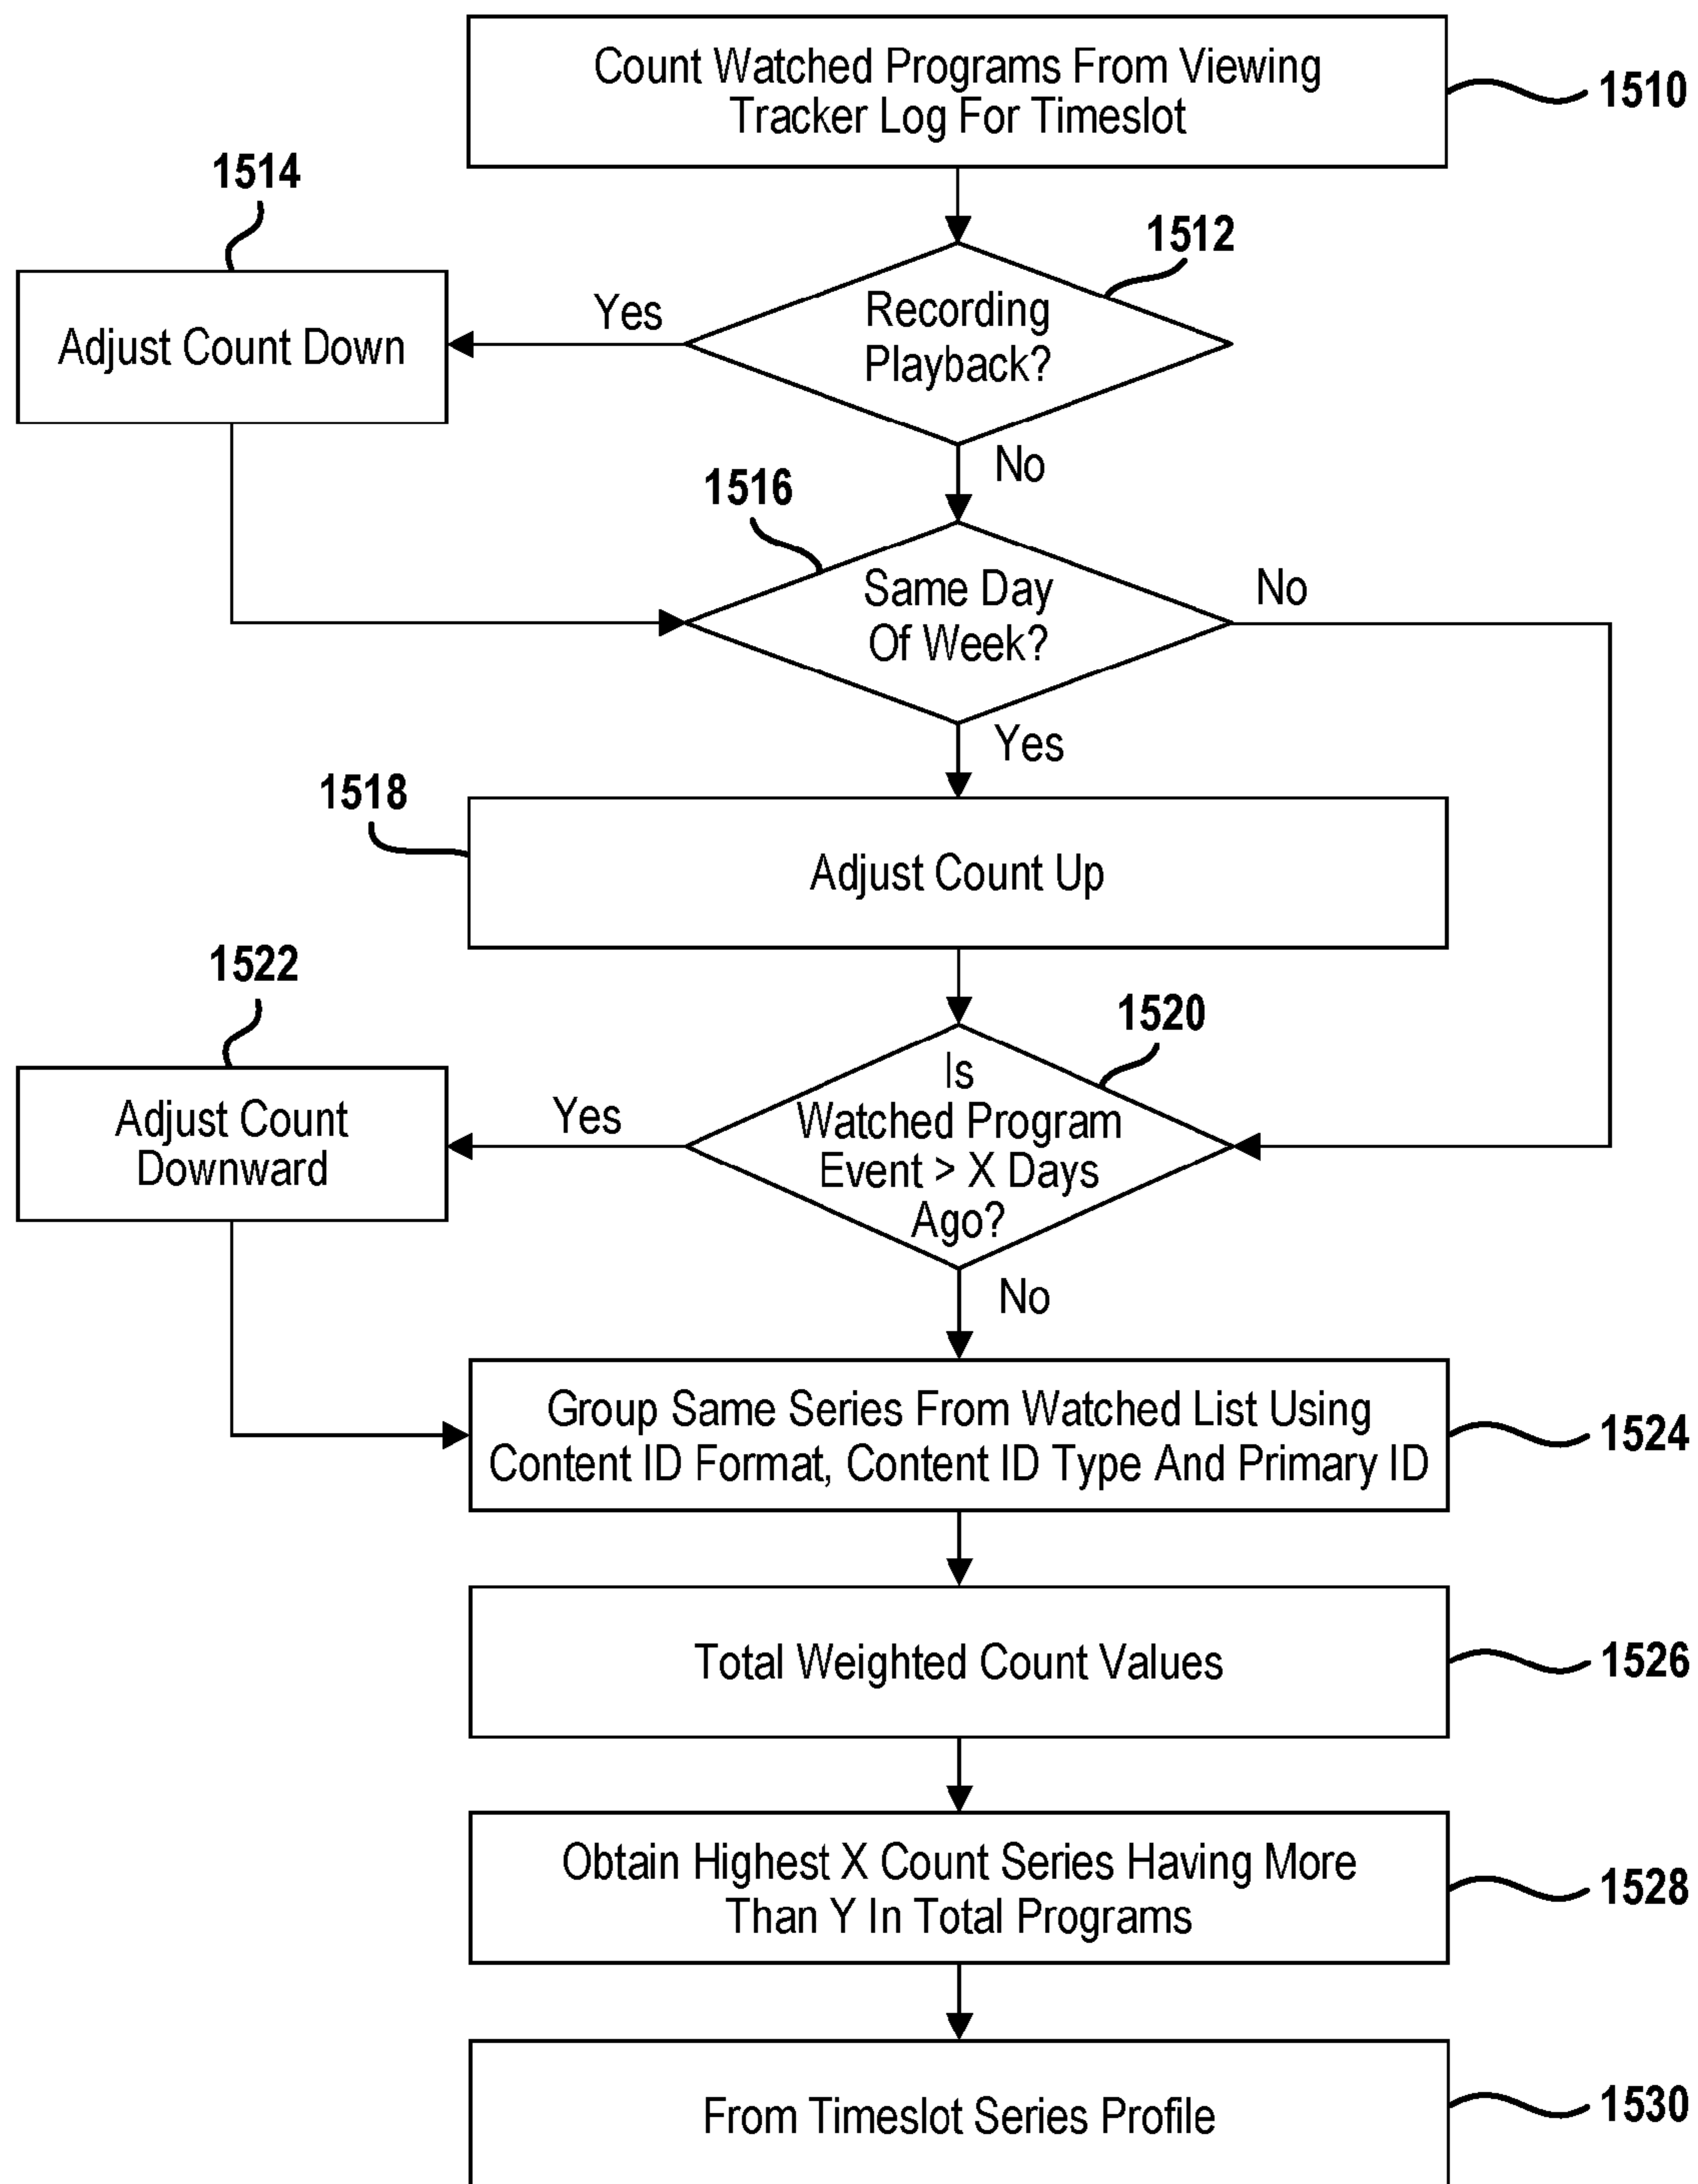 Count Watched Programs From Viewing
Tracker Log For Timeslot
1510
1514
1512
Recording
Playback?
Yes
Adjust Count Down
No
1516
Same Day
Of Week?
No
Yes
1518
Adjust Count Up
1522
1520
Is
Watched Program
Event > X Days
Ago?
Yes
Adjust Count
Downward
No
Group Same Series From Watched List Using
Content ID Format, Content ID Type And Primary ID
1524
Total Weighted Count Values
1526
Obtain Highest X Count Series Having More
Than Y In Total Programs
1528
From Timeslot Series Profile
1530